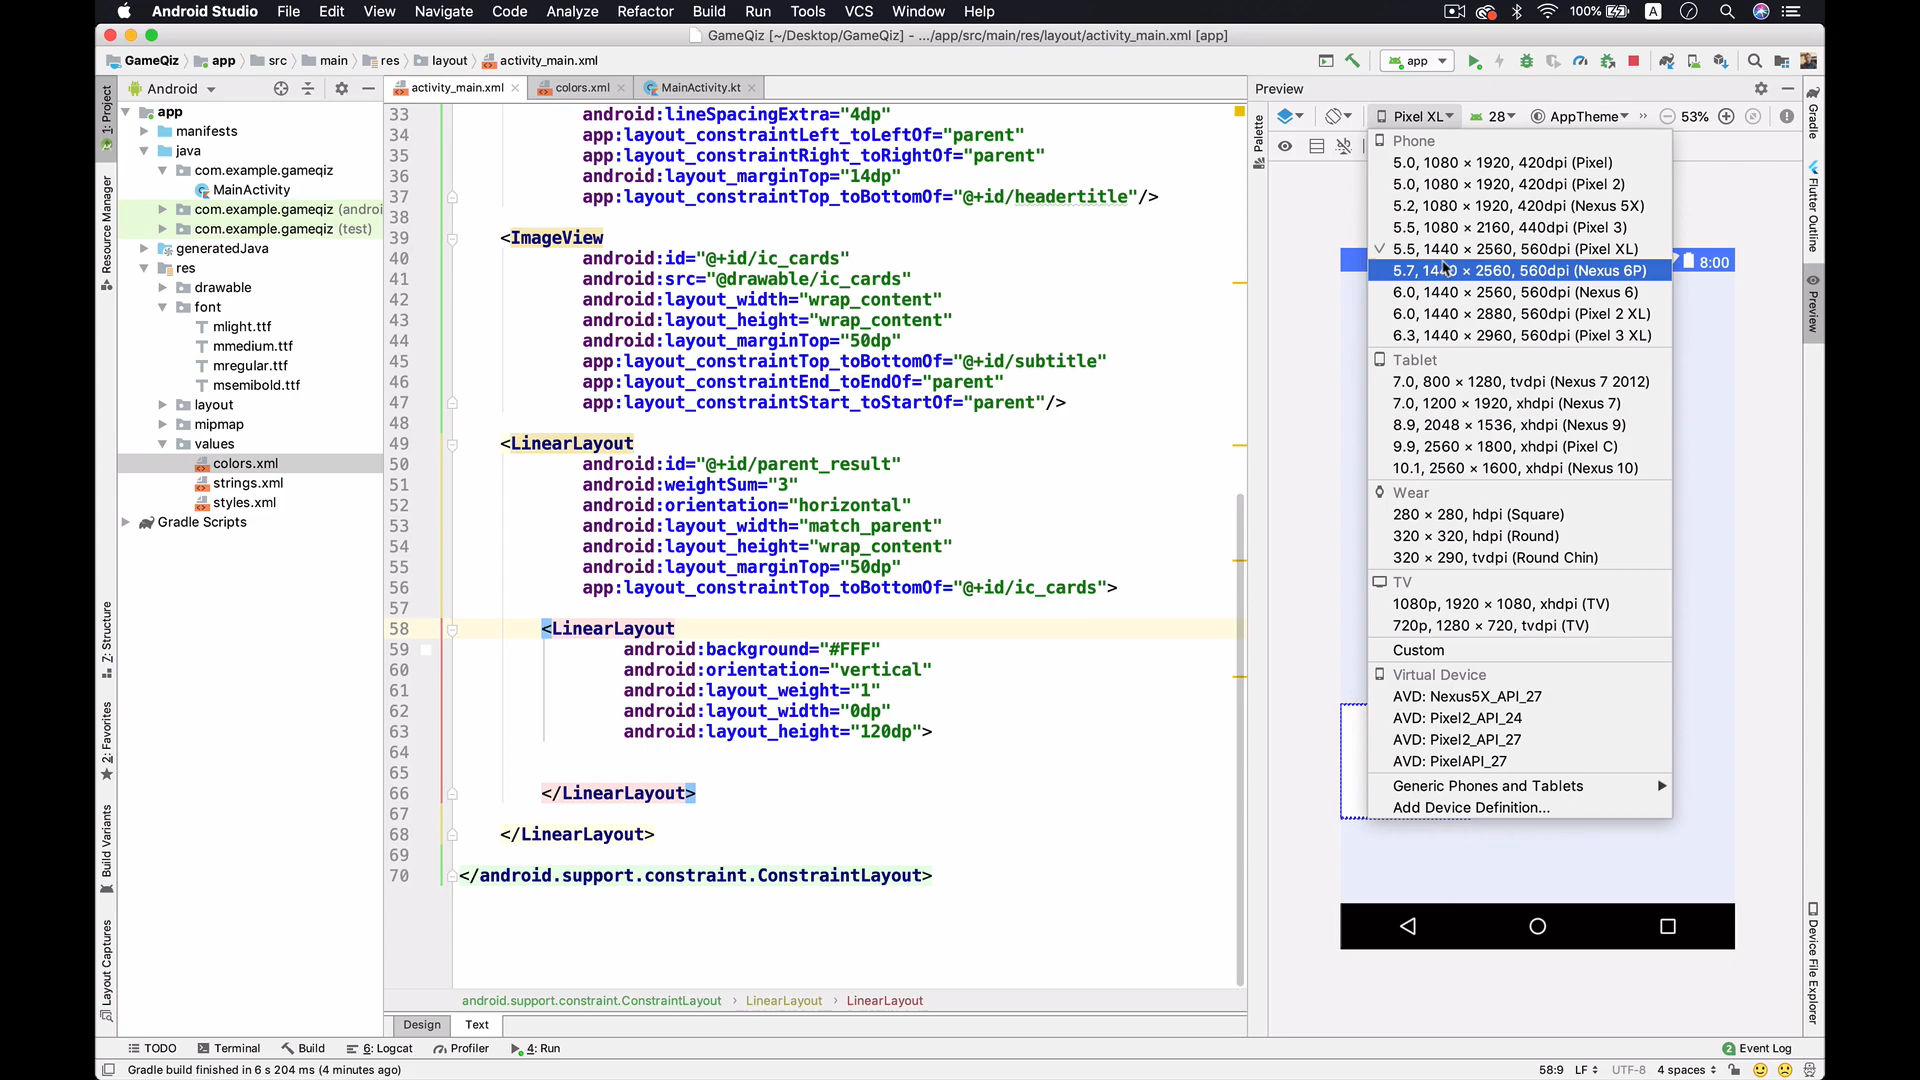 Android Studio File Edit View Navigate Code Analyze Refactor Build Run Tools VCS Window Help 100% A
GameQiz [~/Desktop/GameQiz] - .../app/src/main/res/layout/activity_main.xml [app]
GameQiz app src main res layout activity_main.xml app
Android activity_main.xml colors.xml MainActivity.kt Preview
Pixel XL 28 AppTheme 53%
1: Project
Resource Manager
7: Structure
2: Favorites
Build Variants
Layout Captures
app
manifests
java
com.example.gameqiz
MainActivity
com.example.gameqiz (androi
com.example.gameqiz (test)
generatedJava
res
drawable
font
mlight.ttf
mmedium.ttf
mregular.ttf
msemibold.ttf
layout
mipmap
values
colors.xml
strings.xml
styles.xml
Gradle Scripts
33 android:lineSpacingExtra="4dp"
34 app:layout_constraintLeft_toLeftOf="parent"
35 app:layout_constraintRight_toRightOf="parent"
36 android:layout_marginTop="14dp"
37 app:layout_constraintTop_toBottomOf="@+id/headertitle"/>
38
39 <ImageView
40 android:id="@+id/ic_cards"
41 android:src="@drawable/ic_cards"
42 android:layout_width="wrap_content"
43 android:layout_height="wrap_content"
44 android:layout_marginTop="50dp"
45 app:layout_constraintTop_toBottomOf="@+id/subtitle"
46 app:layout_constraintEnd_toEndOf="parent"
47 app:layout_constraintStart_toStartOf="parent"/>
48
49 <LinearLayout
50 android:id="@+id/parent_result"
51 android:weightSum="3"
52 android:orientation="horizontal"
53 android:layout_width="match_parent"
54 android:layout_height="wrap_content"
55 android:layout_marginTop="50dp"
56 app:layout_constraintTop_toBottomOf="@+id/ic_cards">
57
58 <LinearLayout
59 android:background="#FFF"
60 android:orientation="vertical"
61 android:layout_weight="1"
62 android:layout_width="0dp"
63 android:layout_height="120dp">
64
65
66 </LinearLayout>
67
68 </LinearLayout>
69
70 </android.support.constraint.ConstraintLayout>
android.support.constraint.ConstraintLayout › LinearLayout › LinearLayout
Design Text
Palette
Phone
5.0, 1080 × 1920, 420dpi (Pixel)
5.0, 1080 × 1920, 420dpi (Pixel 2)
5.2, 1080 × 1920, 420dpi (Nexus 5X)
5.5, 1080 × 2160, 440dpi (Pixel 3)
5.5, 1440 × 2560, 560dpi (Pixel XL)
5.7, 1440 × 2560, 560dpi (Nexus 6P)
6.0, 1440 × 2560, 560dpi (Nexus 6)
6.0, 1440 × 2880, 560dpi (Pixel 2 XL)
6.3, 1440 × 2960, 560dpi (Pixel 3 XL)
Tablet
7.0, 800 × 1280, tvdpi (Nexus 7 2012)
7.0, 1200 × 1920, xhdpi (Nexus 7)
8.9, 2048 × 1536, xhdpi (Nexus 9)
9.9, 2560 × 1800, xhdpi (Pixel C)
10.1, 2560 × 1600, xhdpi (Nexus 10)
Wear
280 × 280, hdpi (Square)
320 × 320, hdpi (Round)
320 × 290, tvdpi (Round Chin)
TV
1080p, 1920 × 1080, xhdpi (TV)
720p, 1280 × 720, tvdpi (TV)
Custom
Virtual Device
AVD: Nexus5X_API_27
AVD: Pixel2_API_24
AVD: Pixel2_API_27
AVD: PixelAPI_27
Generic Phones and Tablets
Add Device Definition...
8:00
Gradle
Flutter Outline
Preview
Device File Explorer
TODO Terminal Build 6: Logcat Profiler 4: Run 2 Event Log
Gradle build finished in 6 s 204 ms (4 minutes ago) 58:9 LF UTF-8 4 spaces